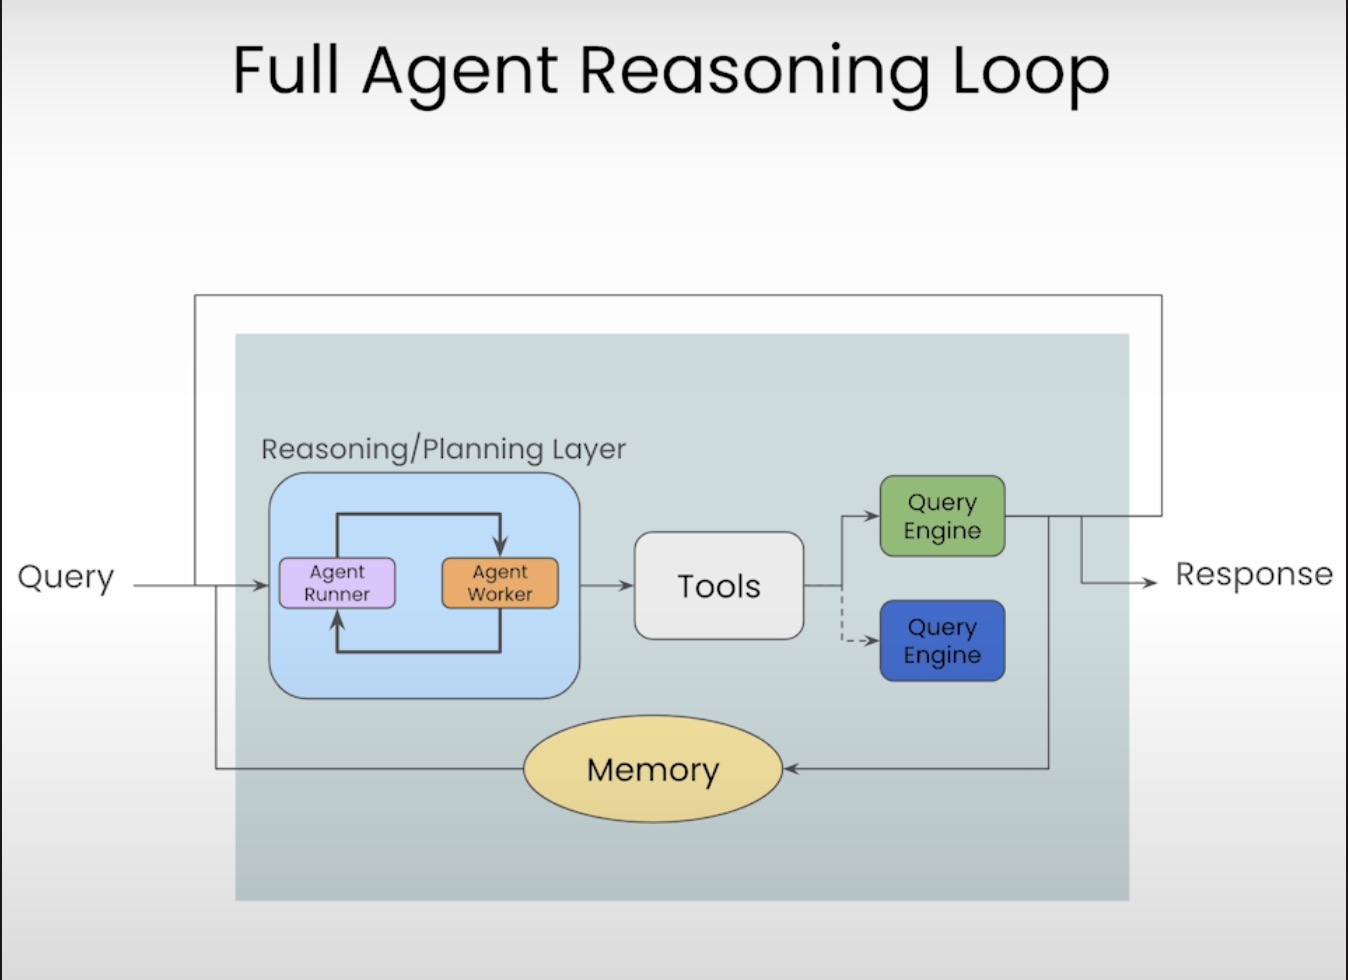 Full Agent Reasoning Loop
Reasoning/Planning Layer
Query
Agent
Runner
Agent
Worker
Tools
Query
Engine
Query
Engine
Response
Memory